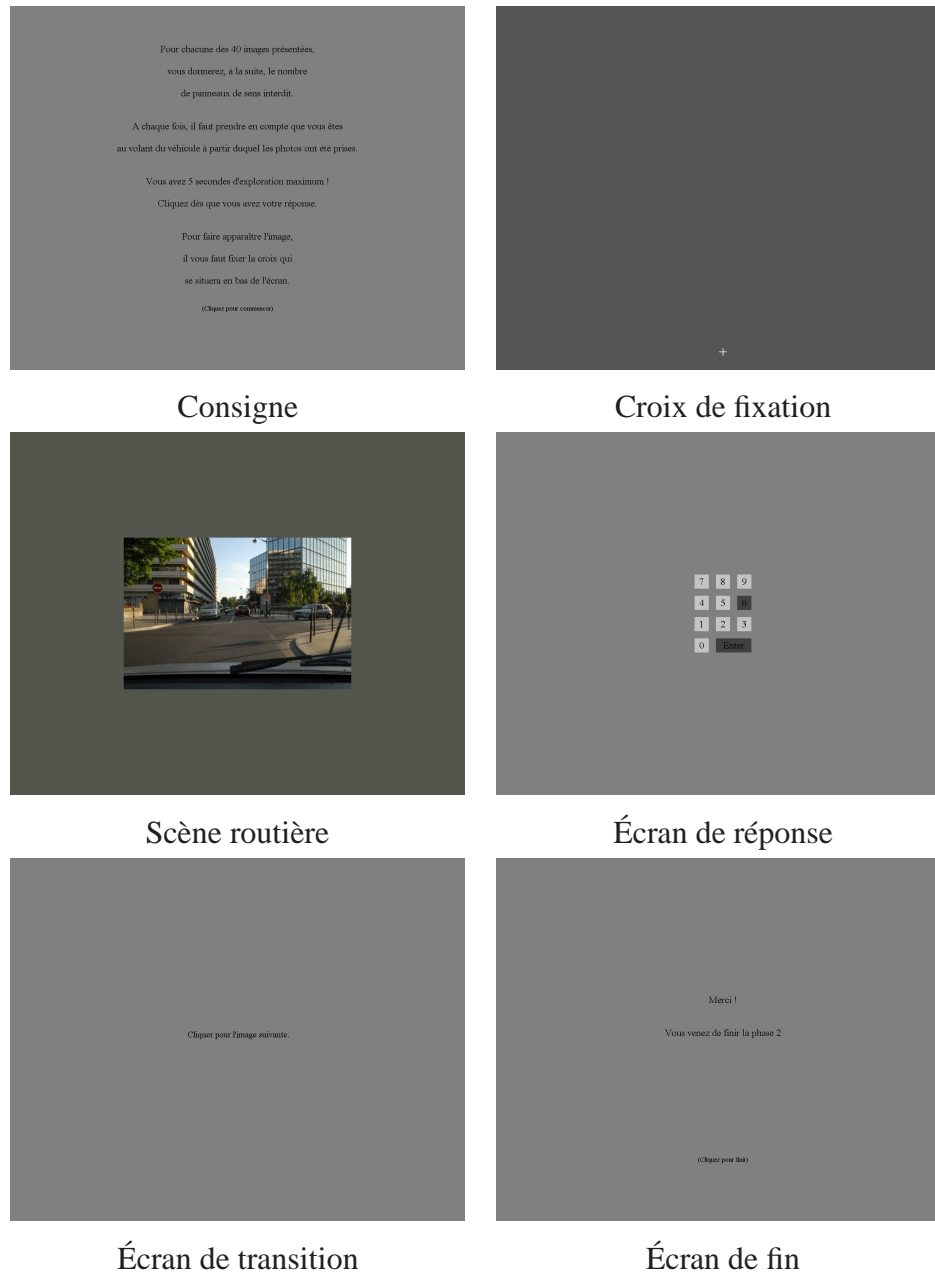 Pour chacune des 40 images présentées,
vous donnerez, à la suite, le nombre
de panneaux de sens interdit.
A chaque fois, il faut prendre en compte que vous êtes
au volant du véhicule à partir duquel les photos ont été prises.
Vous avez 5 secondes d'exploration maximum !
Cliquez dès que vous avez votre réponse.
Pour faire apparaître l'image,
il vous faut fixer la croix qui
se situera en bas de l'écran.
(Cliquez pour commencer)
Consigne
Croix de fixation
Scène routière
7 8 9
4 5 6
1 2 3
0 Enter
Écran de réponse
Cliquer pour l'image suivante.
Écran de transition
Merci !
Vous venez de finir la phase 2
(Cliquez pour finir)
Écran de fin